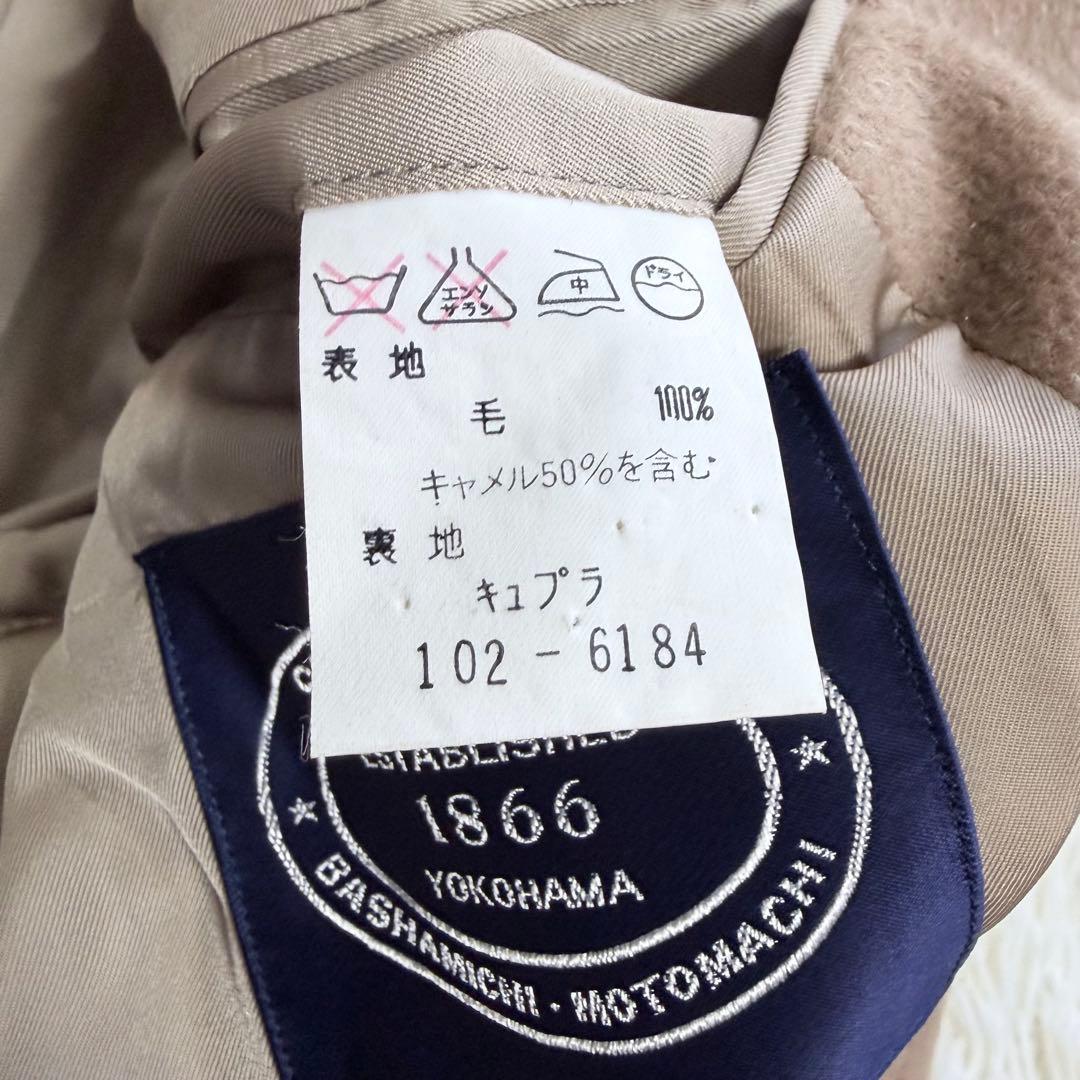 エンソ
サラン
中
ドライ
表地
毛 100%
キャメル50%を含む
裏地
キュプラ
102-6184
ESTABLISHED
1866
YOKOHAMA
BASHAMICHI・MOTOMACHI